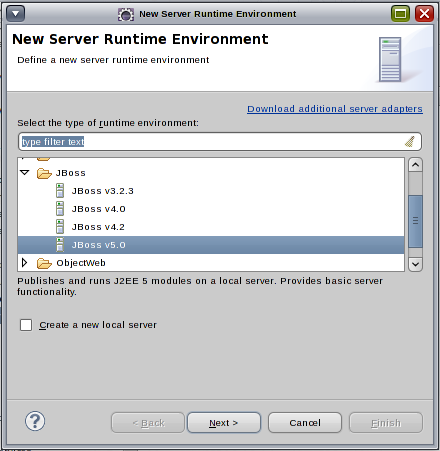 New Server Runtime Environment
New Server Runtime Environment
Define a new server runtime environment
Download additional server adapters
Select the type of runtime environment:
type filter text
JBoss
JBoss v3.2.3
JBoss v4.0
JBoss v4.2
JBoss v5.0
ObjectWeb
Publishes and runs J2EE 5 modules on a local server. Provides basic server
functionality.
Create a new local server
?
< Back
Next >
Cancel
Finish